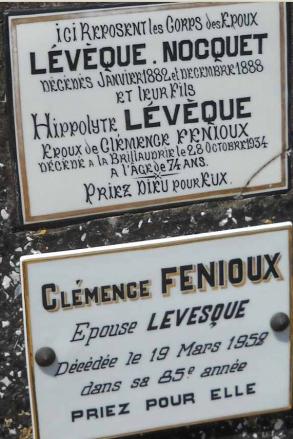 ICI REPOSENT les CORPS des EPOUX
LÉVÈQUE. NOCQUET
DÉCÉDÉS JANVIER 1882 et DÉCEMBRE 1888
ET leur FILS
Hippolyte LÉVÈQUE
EPOUX de CLÉMENCE FENIOUX
DÉCÉDÉ A la BRILLAUDRIE le 28 OCTOBRE 1934
A l'ÂGE de 74 ANS.
PRIEZ DIEU POUR EUX.
CLÉMENCE FENIOUX
Epouse LEVESQUE
Décédée le 19 Mars 1958
dans sa 85e année
PRIEZ POUR ELLE